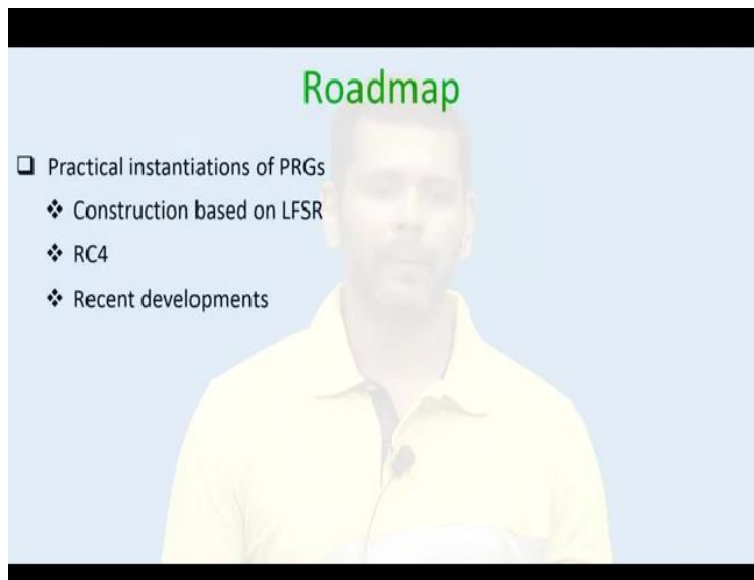 Roadmap
❑ Practical instantiations of PRGs
❖ Construction based on LFSR
❖ RC4
❖ Recent developments